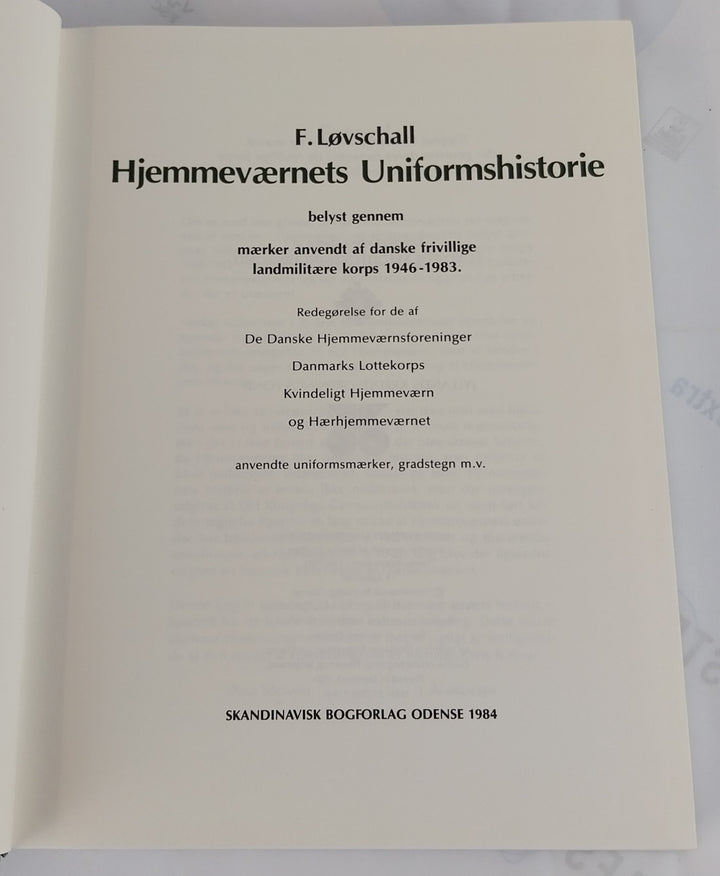 F. Løvschall
Hjemmeværnets Uniformshistorie
belyst gennem
mærker anvendt af danske frivillige
landmilitære korps 1946-1983.
Redegørelse for de af
De Danske Hjemmeværnsforeninger
Danmarks Lottekorps
Kvindeligt Hjemmeværn
og Hærhjemmeværnet
anvendte uniformsmærker, gradstegn m.v.
SKANDINAVISK BOGFORLAG ODENSE 1984